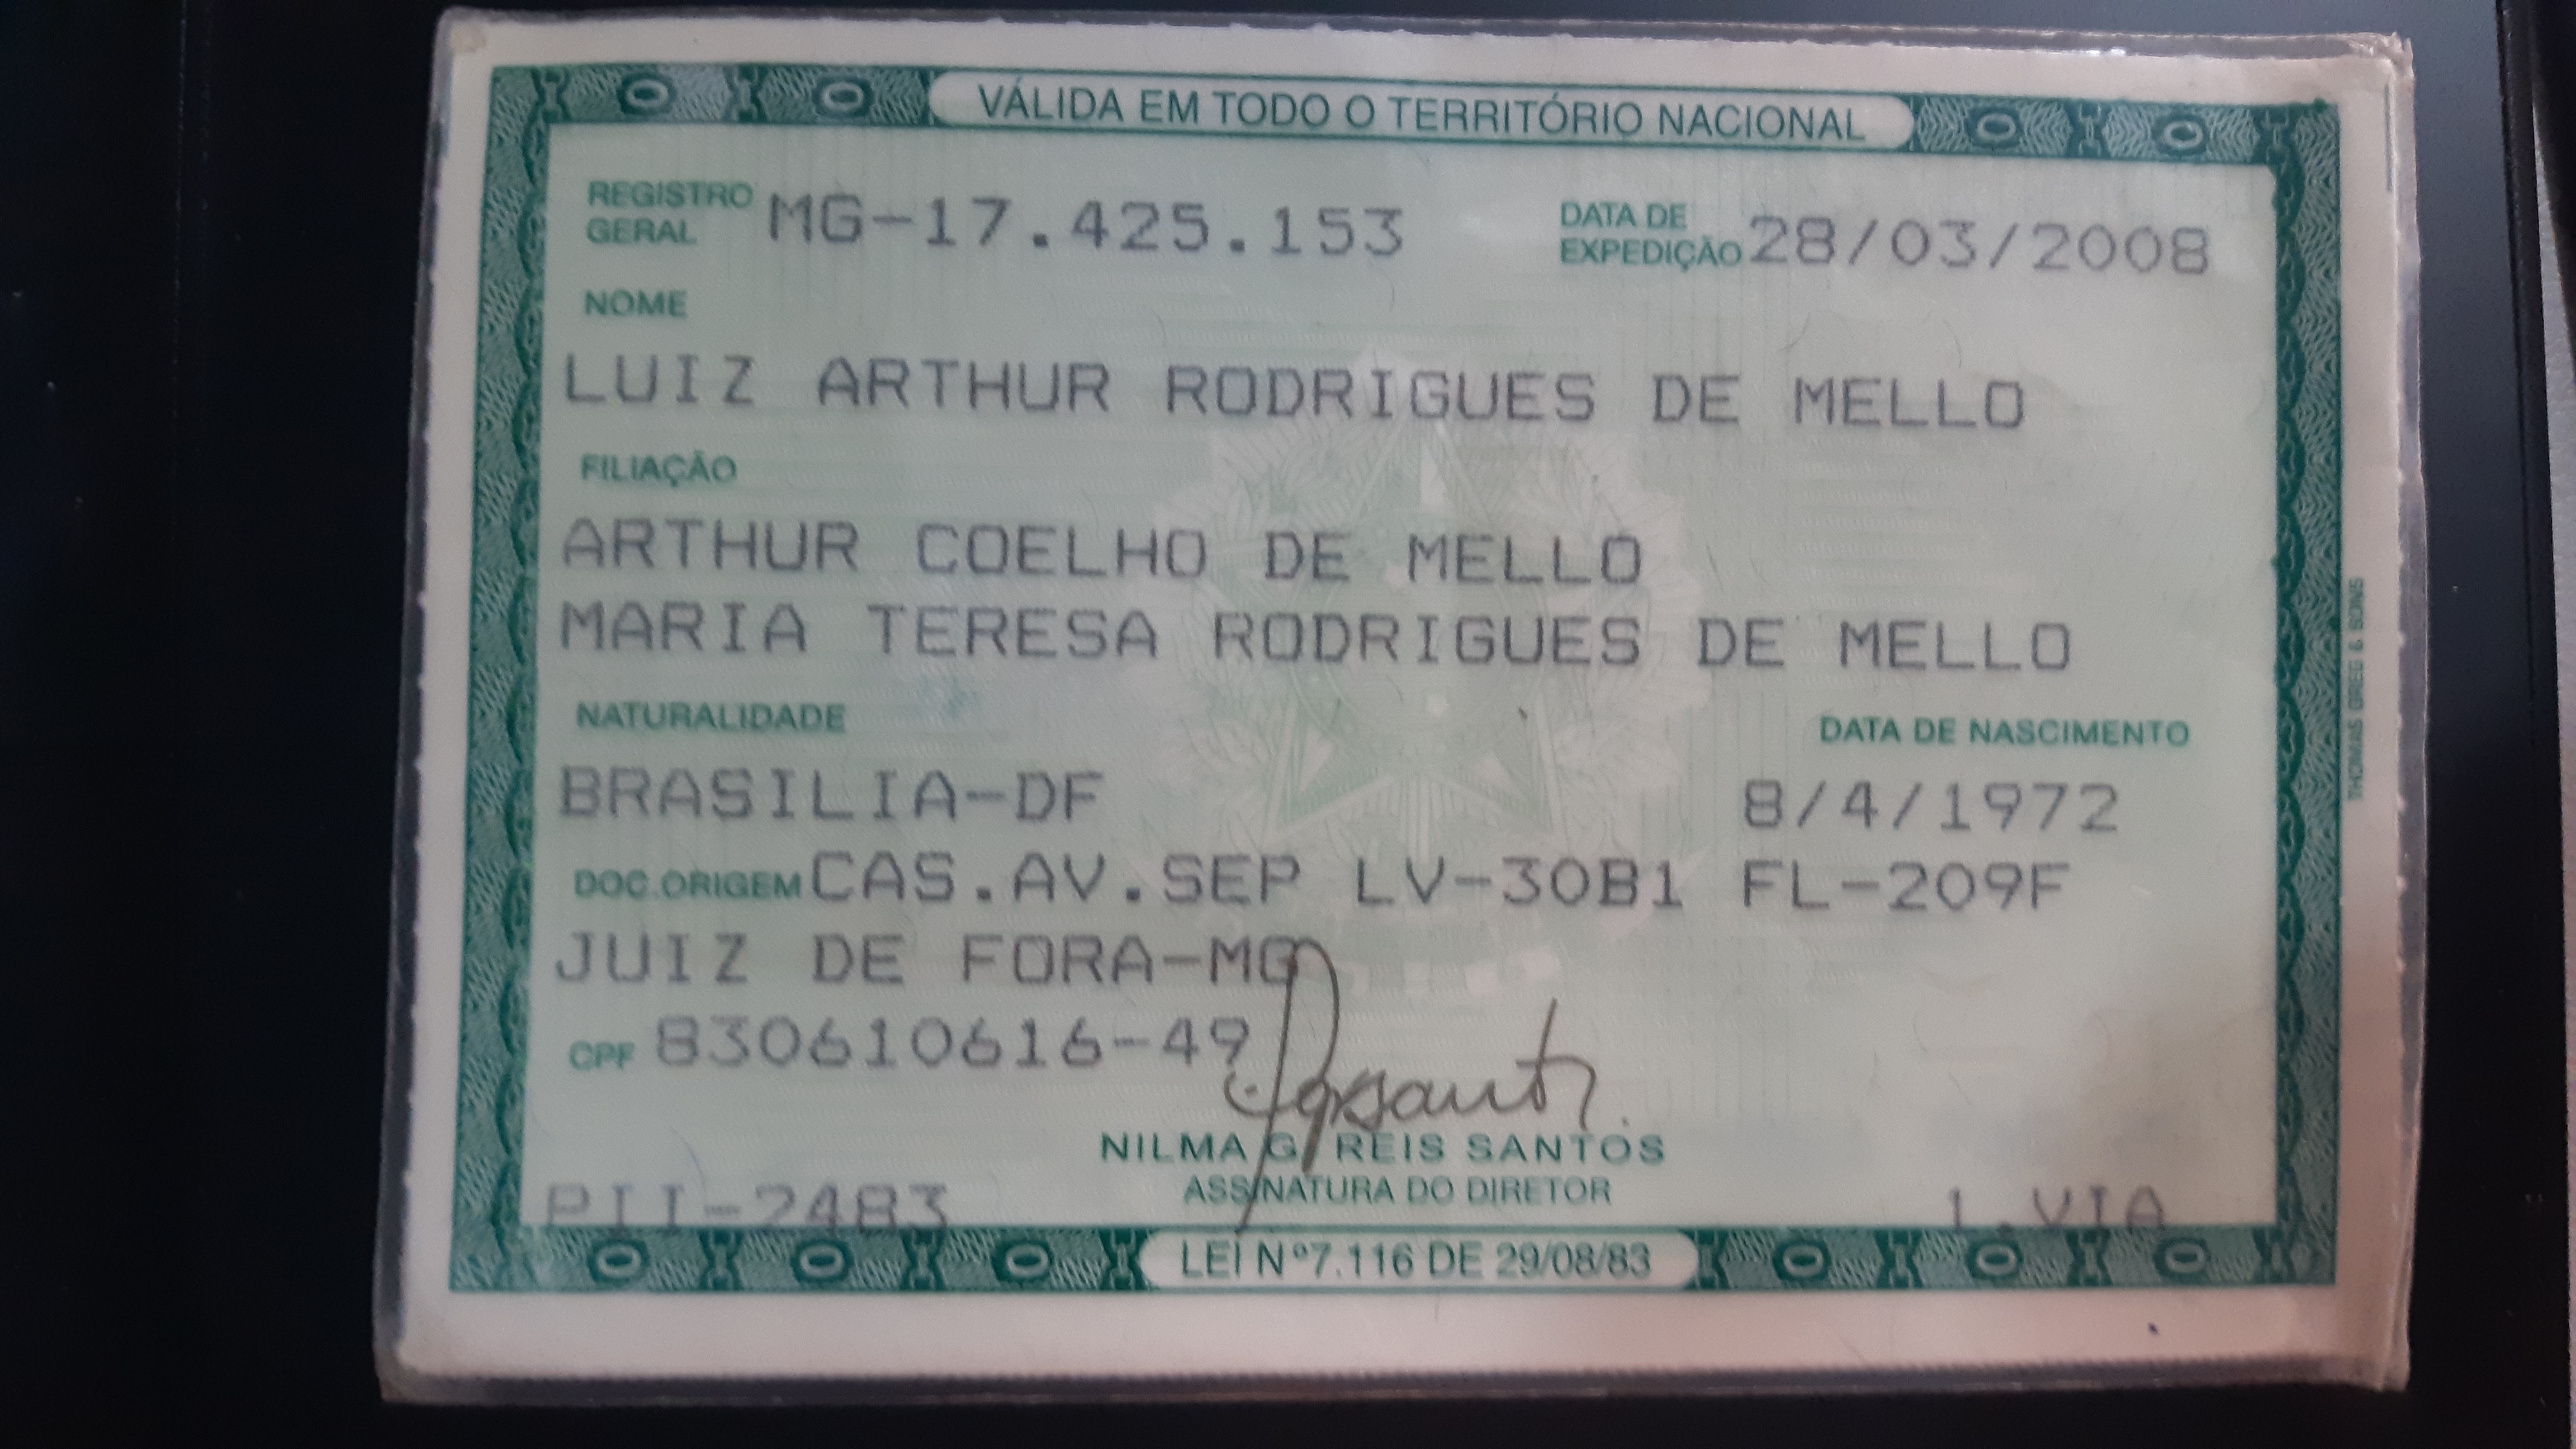 VÁLIDA EM TODO O TERRITÓRIO NACIONAL
REGISTRO GERAL MG-17.425.153 DATA DE EXPEDIÇÃO 28/03/2008
NOME
LUIZ ARTHUR RODRIGUES DE MELLO
FILIAÇÃO
ARTHUR COELHO DE MELLO
MARIA TERESA RODRIGUES DE MELLO
NATURALIDADE DATA DE NASCIMENTO
BRASILIA-DF 8/4/1972
DOC.ORIGEM CAS.AV.SEP LV-30B1 FL-209F
JUIZ DE FORA-MG
CPF 830610616-49
NILMA G REIS SANTOS
PII-2483 ASSINATURA DO DIRETOR 1.VIA
LEI Nº 7.116 DE 29/08/83
THOMAS GREG & SONS